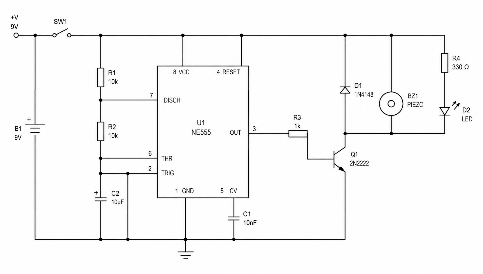 +V
9V
SW1
B1
9V
R1
10k
R2
10k
C2
10µF
8 VCC
4 RESET
7
DISCH
U1
NE555
OUT
3
6
THR
2
TRIG
1
GND
5
CV
C1
10nF
R3
1k
Q1
2N2222
D1
1N4148
BZ1
PIEZO
R4
330 Ω
D2
LED